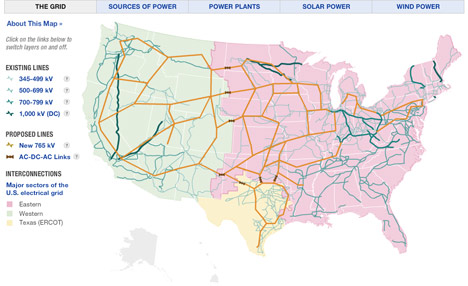 THE GRID
SOURCES OF POWER
POWER PLANTS
SOLAR POWER
WIND POWER
About This Map »
Click on the links below to
switch layers on and off.
EXISTING LINES
345-499 kV ?
500-699 kV ?
700-799 kV ?
1,000 kV (DC) ?
PROPOSED LINES
New 765 kV ?
AC-DC-AC Links ?
INTERCONNECTIONS
Major sectors of the
U.S. electrical grid
Eastern
Western
Texas (ERCOT)